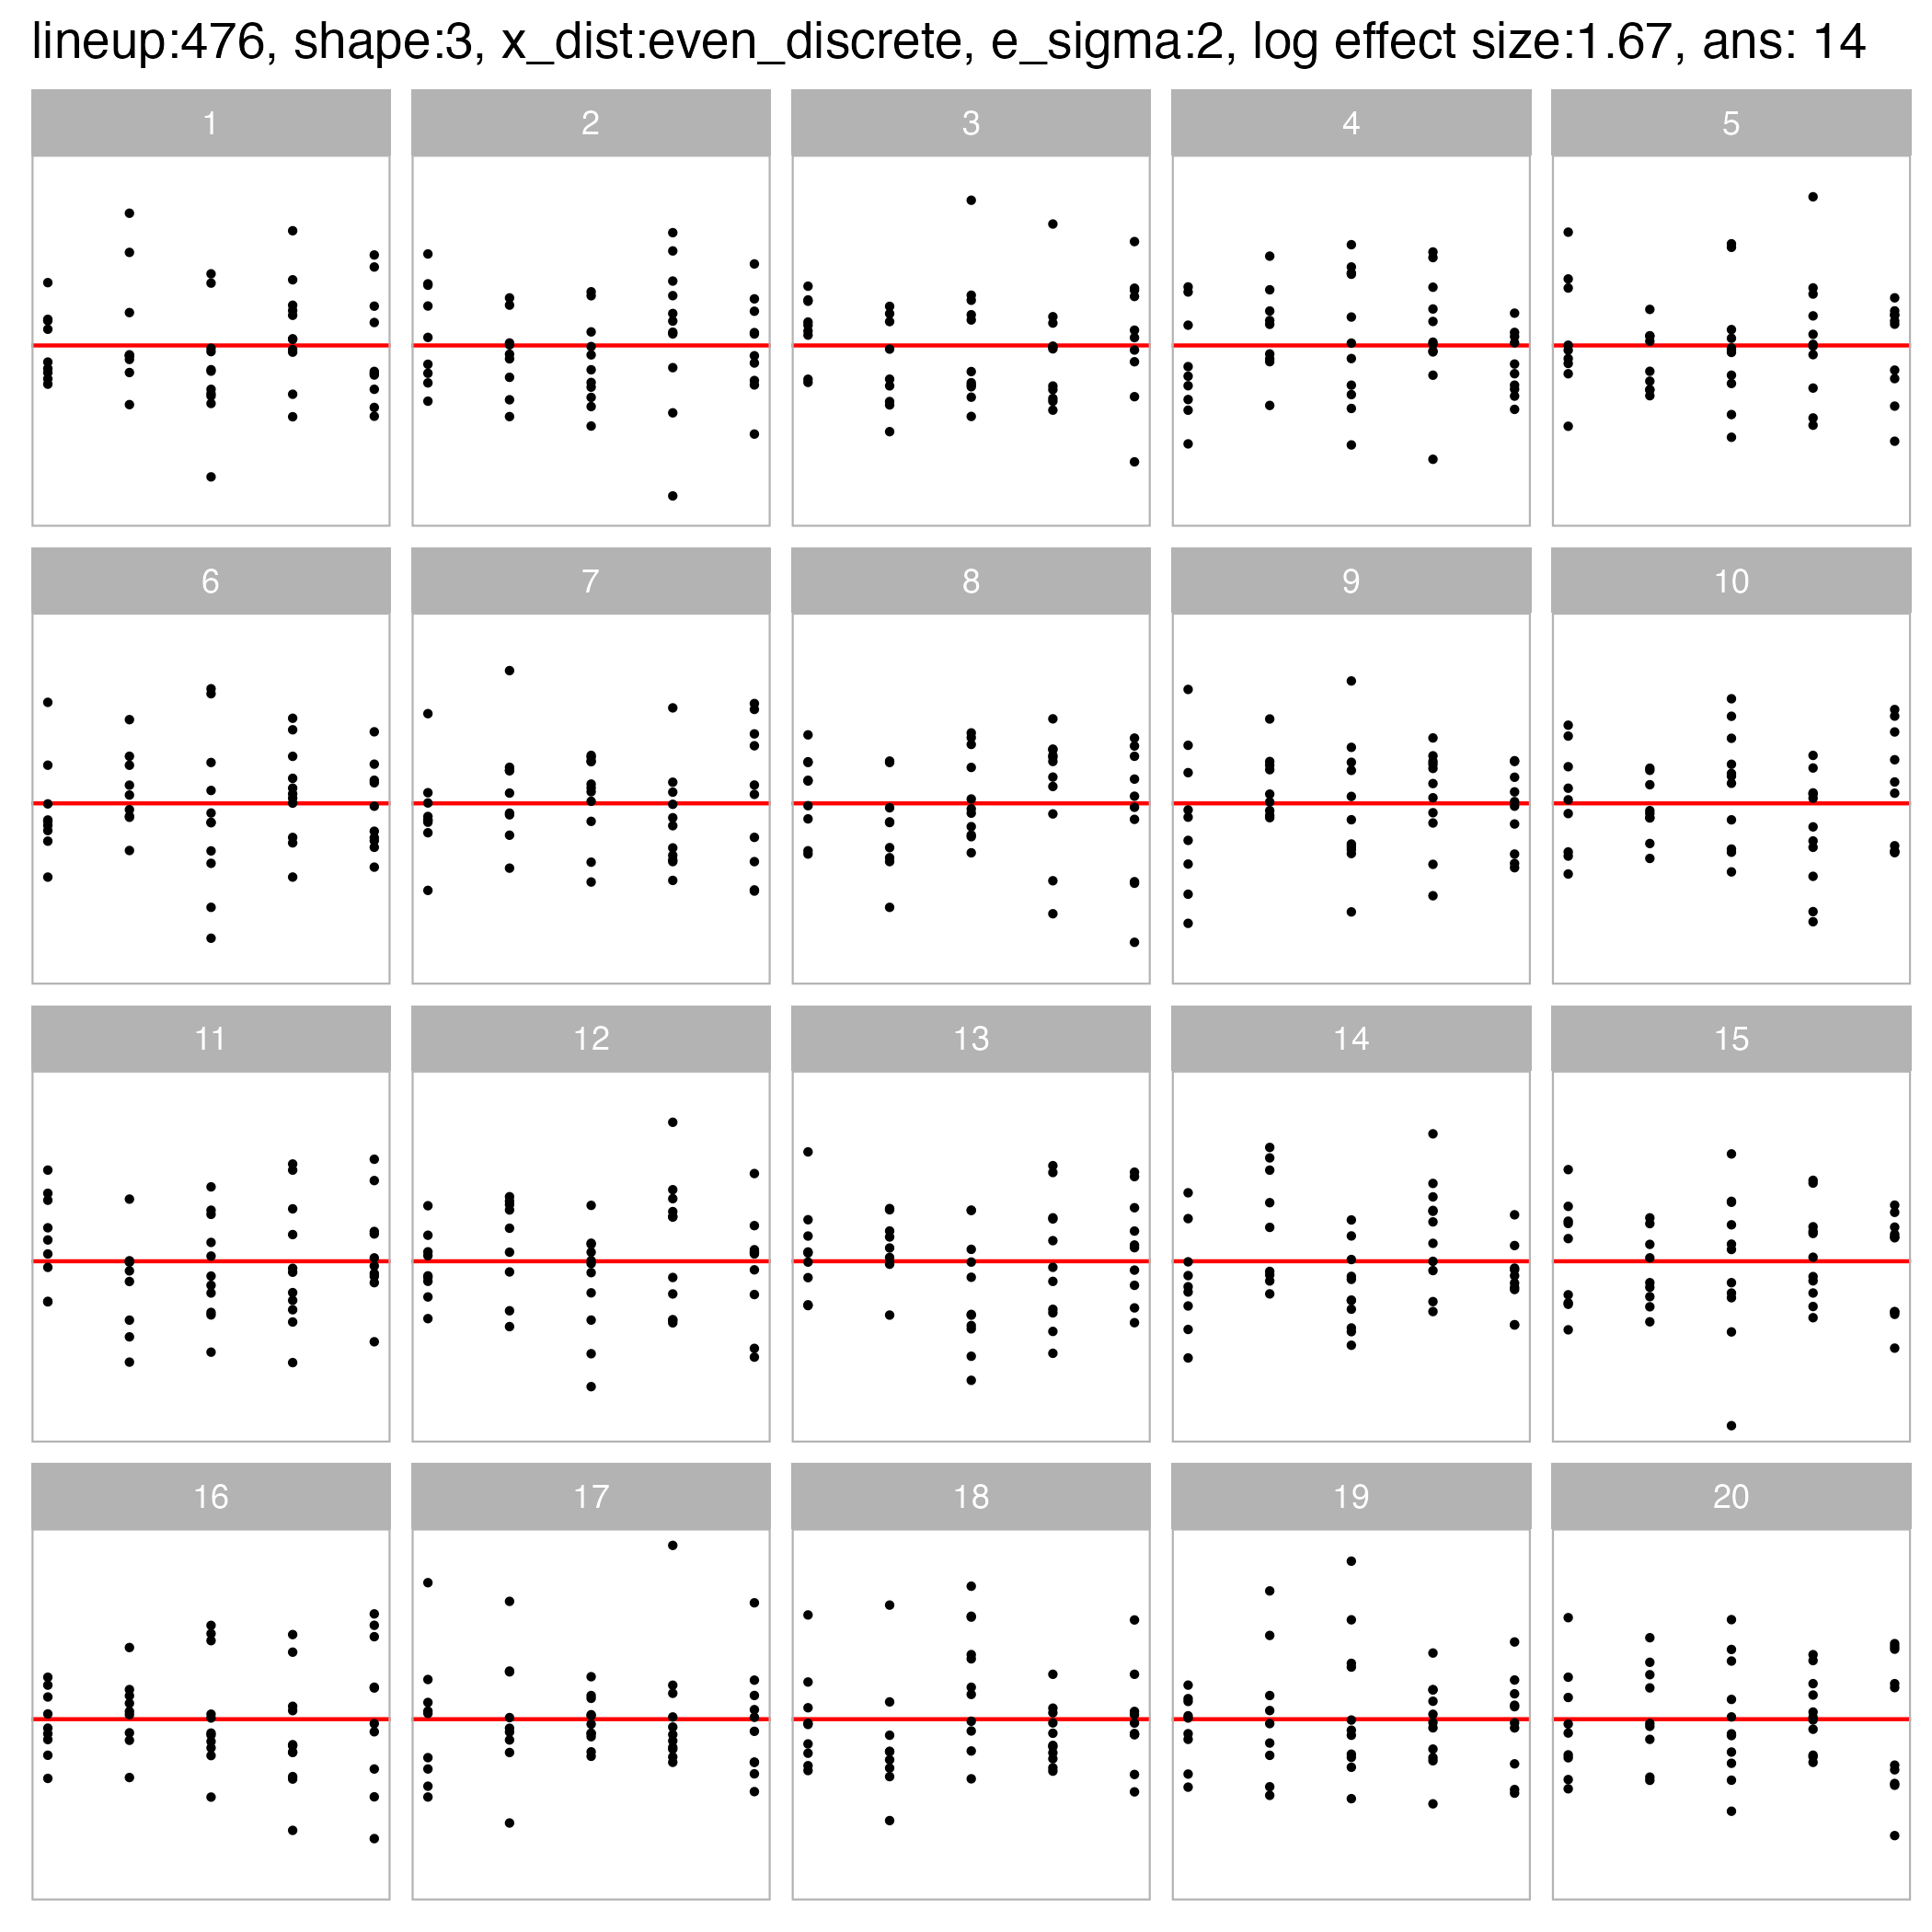 lineup:476, shape:3, x_dist:even_discrete, e_sigma:2, log effect size:1.67, ans: 14
1 2 3 4 5
6 7 8 9 10
11 12 13 14 15
16 17 18 19 20